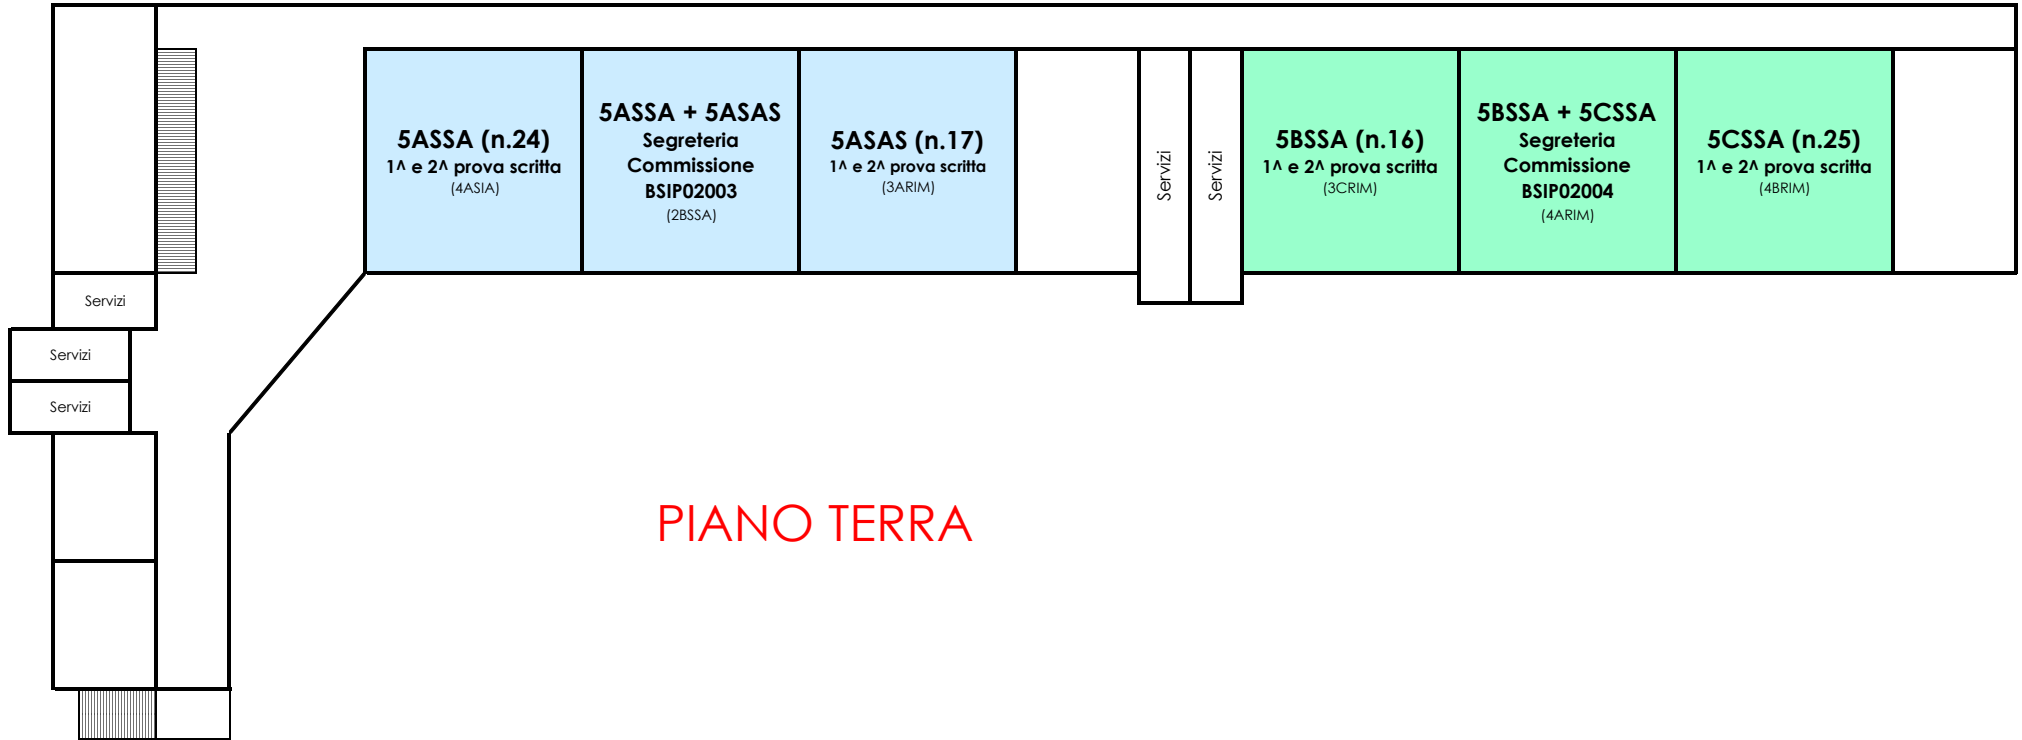 5ASSA (n.24)
1^ e 2^ prova scritta
(4ASIA)
5ASSA + 5ASAS
Segreteria
Commissione
BSIP02003
(2BSSA)
5ASAS (n.17)
1^ e 2^ prova scritta
(3ARIM)
Servizi
Servizi
5BSSA (n.16)
1^ e 2^ prova scritta
(3CRIM)
5BSSA + 5CSSA
Segreteria
Commissione
BSIP02004
(4ARIM)
5CSSA (n.25)
1^ e 2^ prova scritta
(4BRIM)
Servizi
Servizi
Servizi
PIANO TERRA